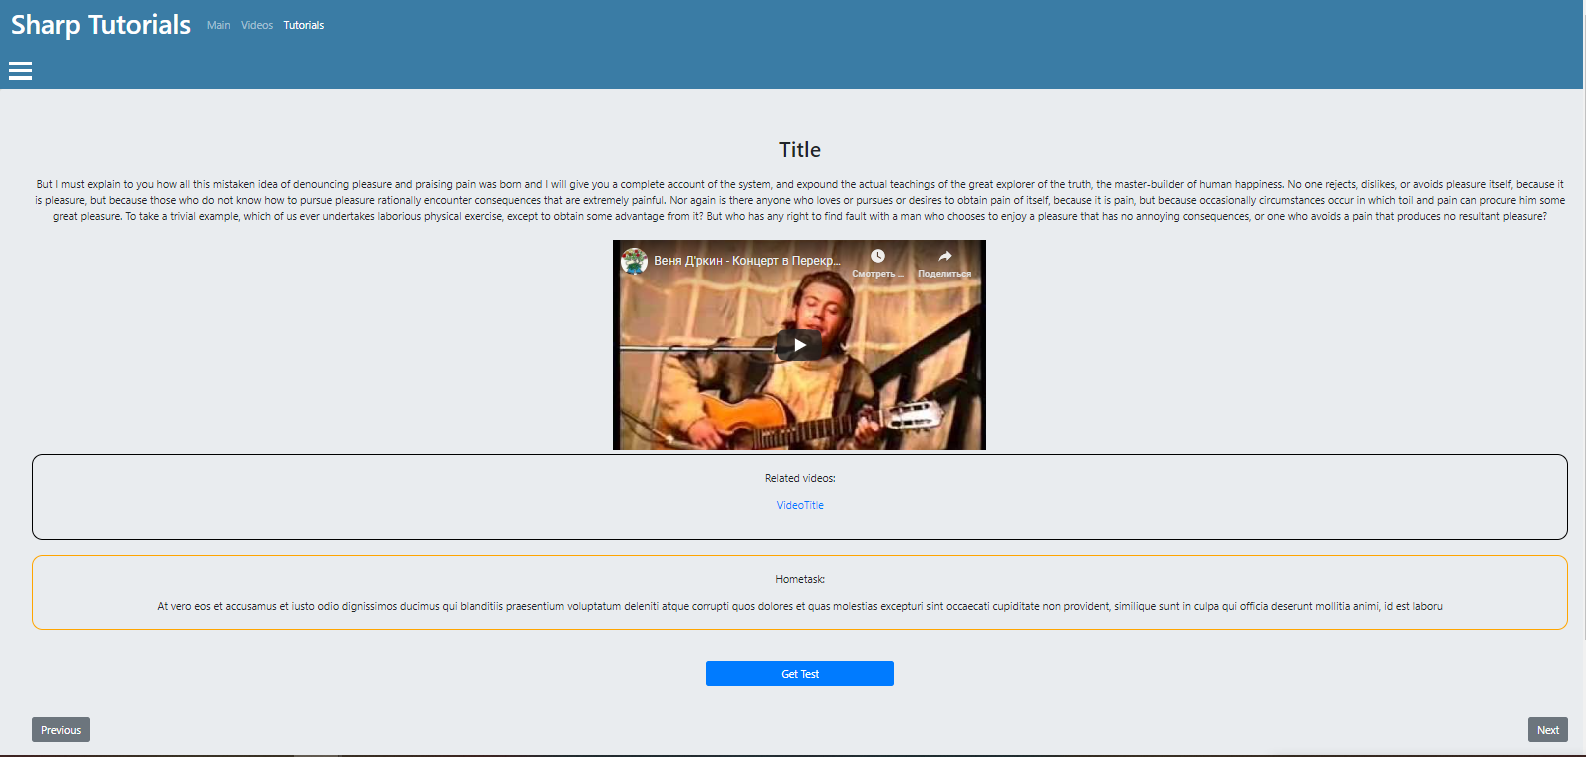 Sharp Tutorials Main Videos Tutorials
Title
But I must explain to you how all this mistaken idea of denouncing pleasure and praising pain was born and I will give you a complete account of the system, and expound the actual teachings of the great explorer of the truth, the master-builder of human happiness. No one rejects, dislikes, or avoids pleasure itself, because it
is pleasure, but because those who do not know how to pursue pleasure rationally encounter consequences that are extremely painful. Nor again is there anyone who loves or pursues or desires to obtain pain of itself, because it is pain, but because occasionally circumstances occur in which toil and pain can procure him some
great pleasure. To take a trivial example, which of us ever undertakes laborious physical exercise, except to obtain some advantage from it? But who has any right to find fault with a man who chooses to enjoy a pleasure that has no annoying consequences, or one who avoids a pain that produces no resultant pleasure?
Веня Д'ркин - Концерт в Перекр...
Смотреть ... Поделиться
Related videos:
VideoTitle
Hometask:
At vero eos et accusamus et iusto odio dignissimos ducimus qui blanditiis praesentium voluptatum deleniti atque corrupti quos dolores et quas molestias excepturi sint occaecati cupiditate non provident, similique sunt in culpa qui officia deserunt mollitia animi, id est laboru
Get Test
Previous Next